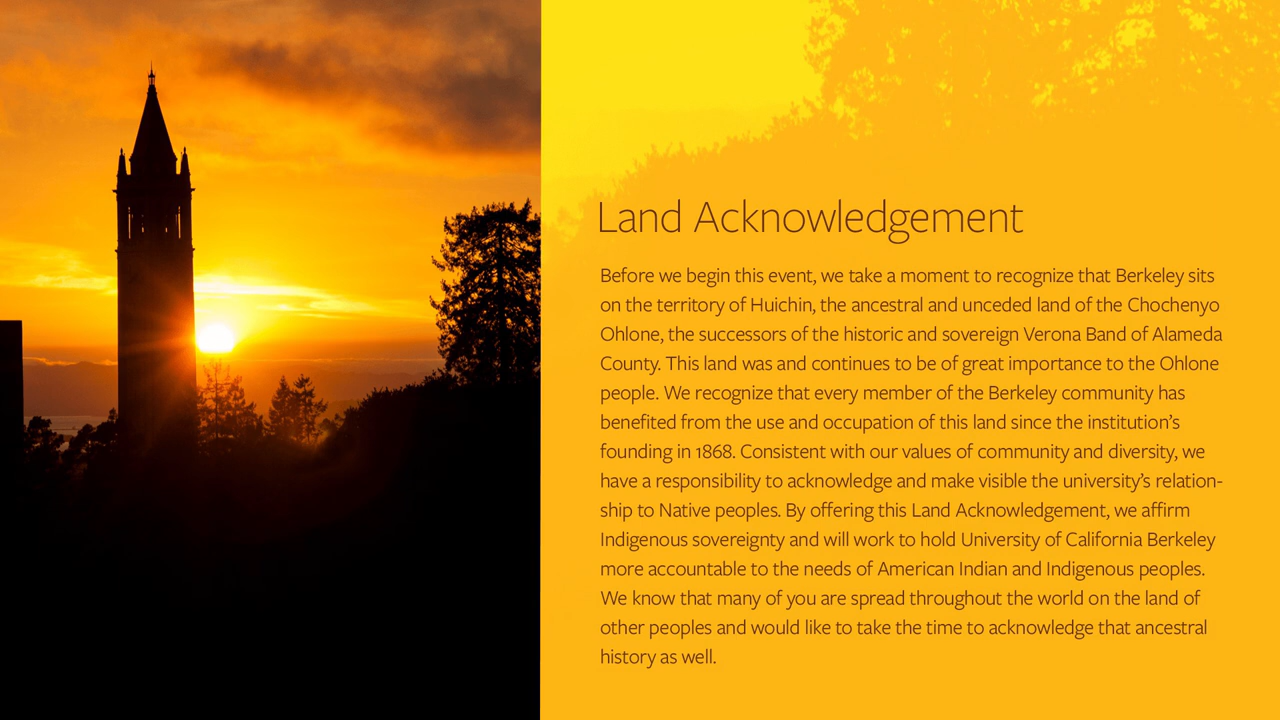 Land Acknowledgement
Before we begin this event, we take a moment to recognize that Berkeley sits
on the territory of Huichin, the ancestral and unceded land of the Chochenyo
Ohlone, the successors of the historic and sovereign Verona Band of Alameda
County. This land was and continues to be of great importance to the Ohlone
people. We recognize that every member of the Berkeley community has
benefited from the use and occupation of this land since the institution’s
founding in 1868. Consistent with our values of community and diversity, we
have a responsibility to acknowledge and make visible the university’s relation-
ship to Native peoples. By offering this Land Acknowledgement, we affirm
Indigenous sovereignty and will work to hold University of California Berkeley
more accountable to the needs of American Indian and Indigenous peoples.
We know that many of you are spread throughout the world on the land of
other peoples and would like to take the time to acknowledge that ancestral
history as well.